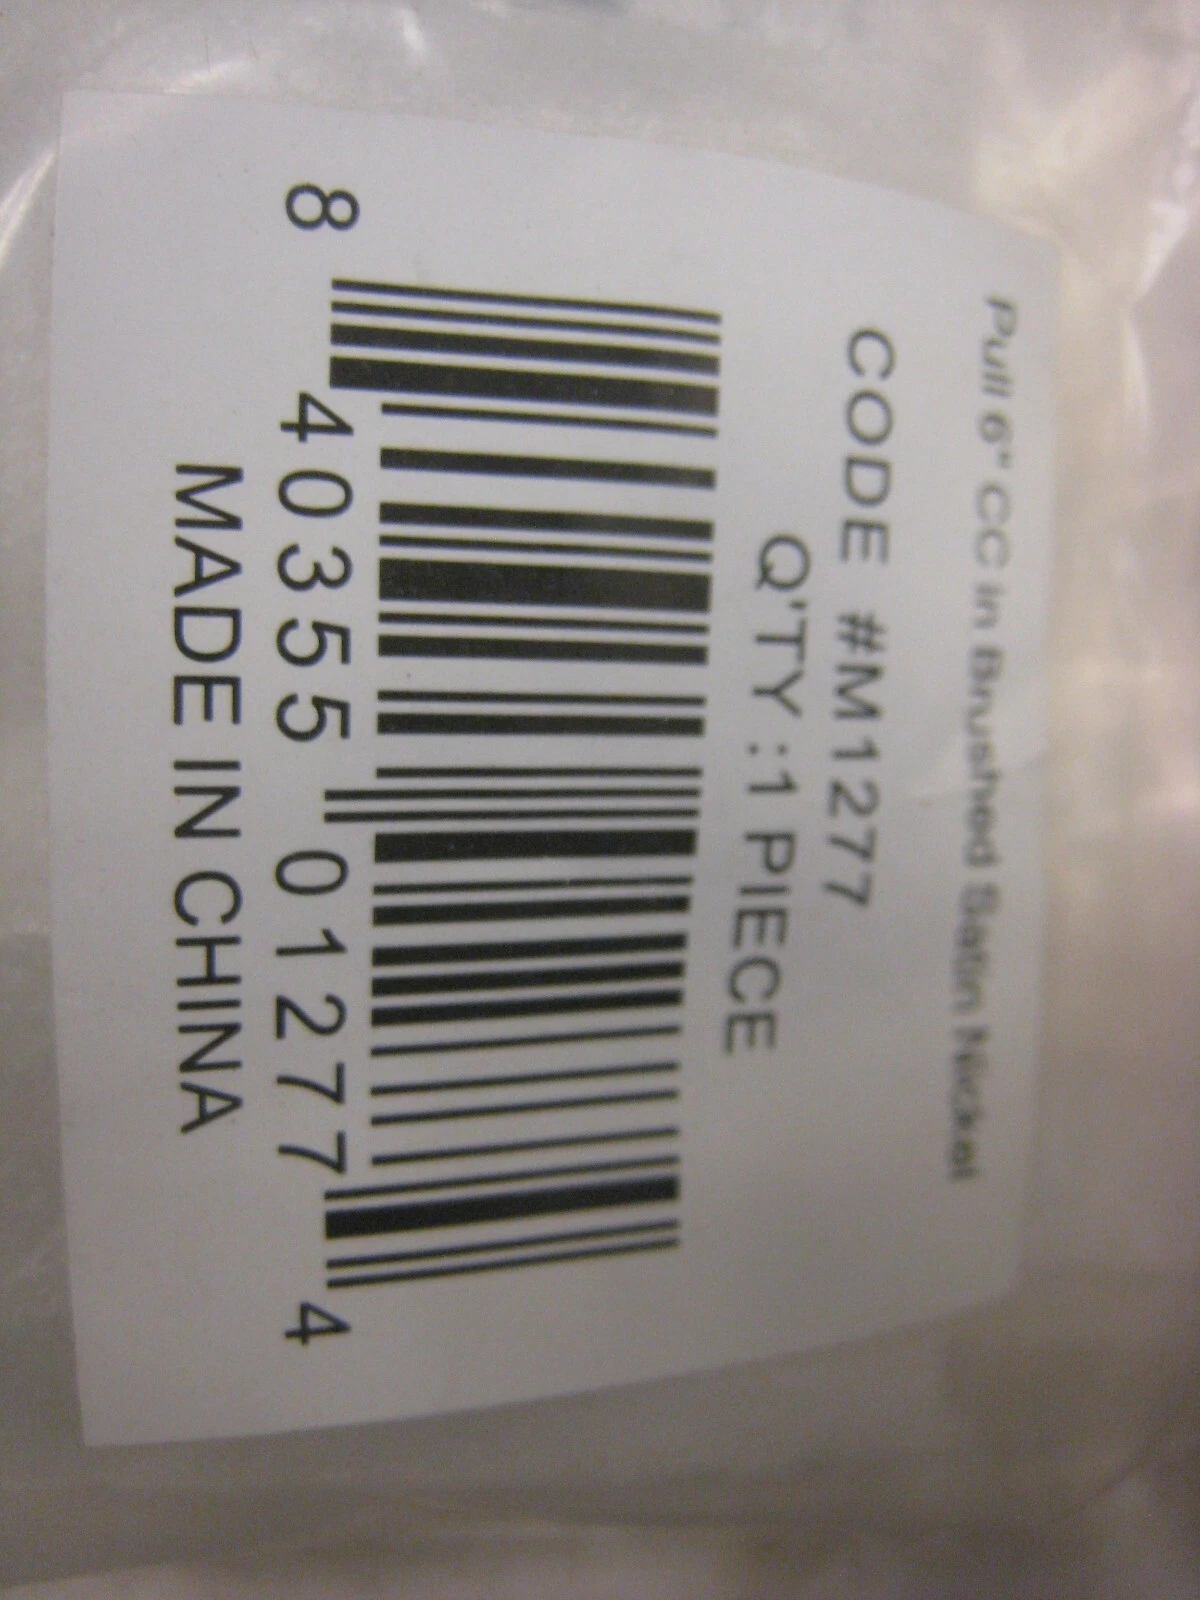 Pull 6" CC in Brushed Satin Nickel
CODE #M1277
Q'TY :1 PIECE
8 40355 01277 4
MADE IN CHINA